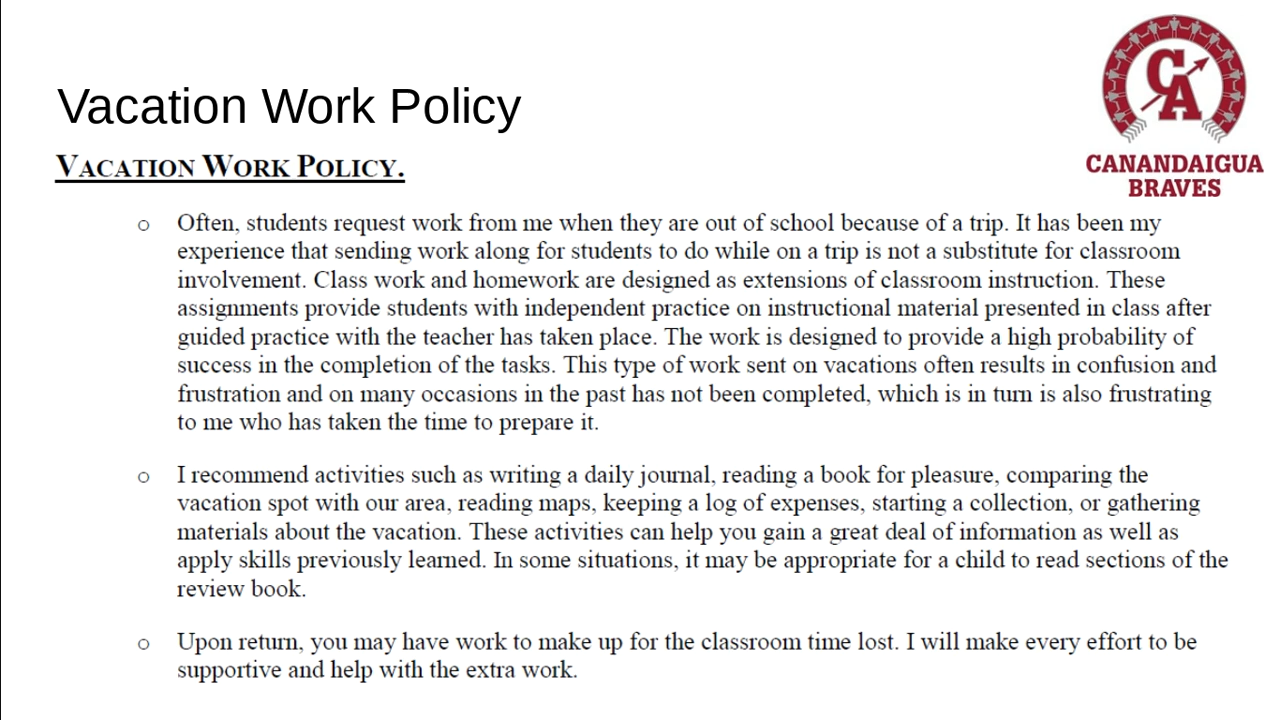 Vacation Work Policy
CA
CANANDAIGUA
BRAVES
VACATION WORK POLICY.
o Often, students request work from me when they are out of school because of a trip. It has been my
experience that sending work along for students to do while on a trip is not a substitute for classroom
involvement. Class work and homework are designed as extensions of classroom instruction. These
assignments provide students with independent practice on instructional material presented in class after
guided practice with the teacher has taken place. The work is designed to provide a high probability of
success in the completion of the tasks. This type of work sent on vacations often results in confusion and
frustration and on many occasions in the past has not been completed, which is in turn is also frustrating
to me who has taken the time to prepare it.
o I recommend activities such as writing a daily journal, reading a book for pleasure, comparing the
vacation spot with our area, reading maps, keeping a log of expenses, starting a collection, or gathering
materials about the vacation. These activities can help you gain a great deal of information as well as
apply skills previously learned. In some situations, it may be appropriate for a child to read sections of the
review book.
o Upon return, you may have work to make up for the classroom time lost. I will make every effort to be
supportive and help with the extra work.